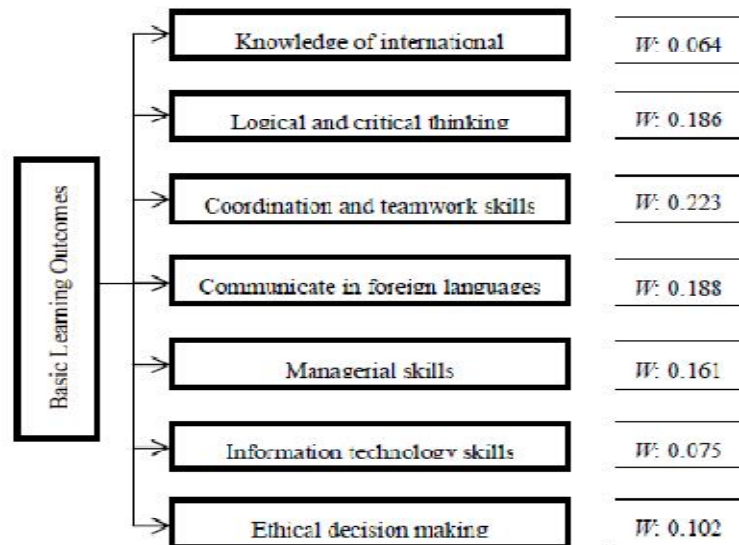 Knowledge of international
W: 0.064
Logical and critical thinking
W: 0.186
Coordination and teamwork skills
W: 0.223
Basic Learning Outcomes
Communicate in foreign languages
W: 0.188
Managerial skills
W: 0.161
Information technology skills
W: 0.075
Ethical decision making
W: 0.102